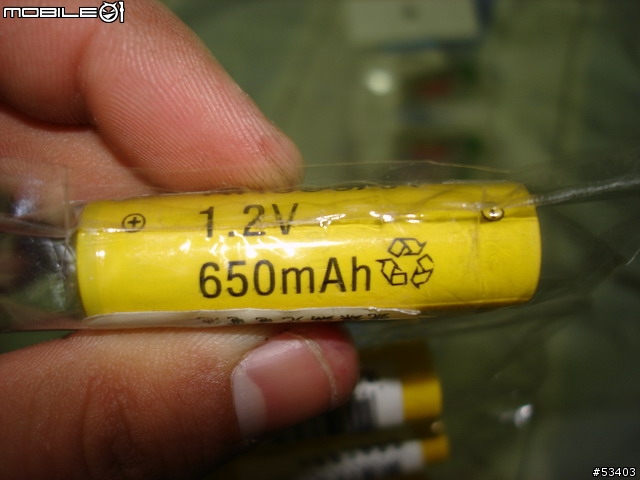 MOBILE01
+
1.2V
-
650mAh
#53403